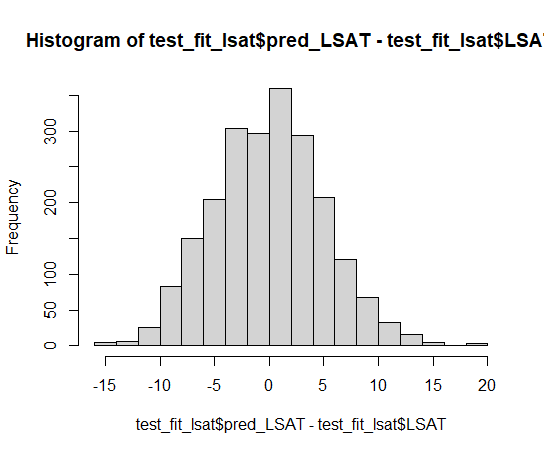 Histogram of test_fit_lsat$pred_LSAT - test_fit_lsat$LSA
Frequency
300
200
100
50
0
-15 -10 -5 0 5 10 15 20
test_fit_lsat$pred_LSAT - test_fit_lsat$LSAT